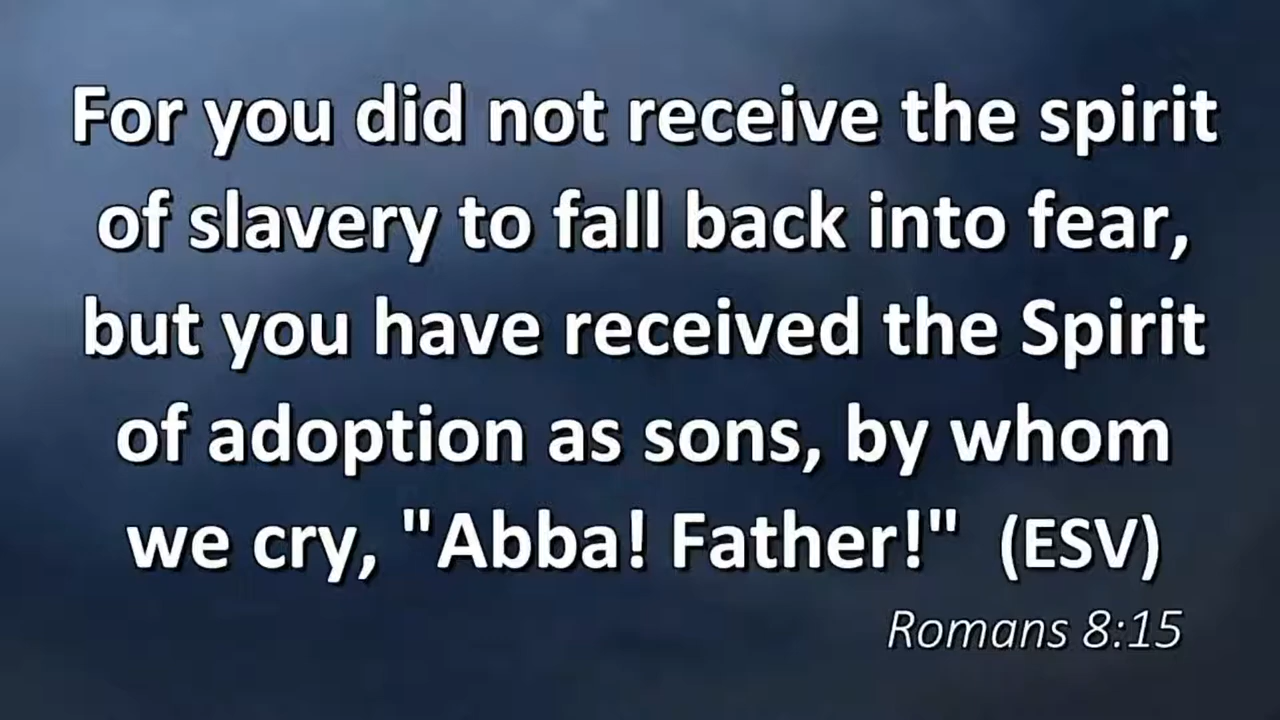 For you did not receive the spirit
of slavery to fall back into fear,
but you have received the Spirit
of adoption as sons, by whom
we cry, "Abba! Father!" (ESV)
Romans 8:15